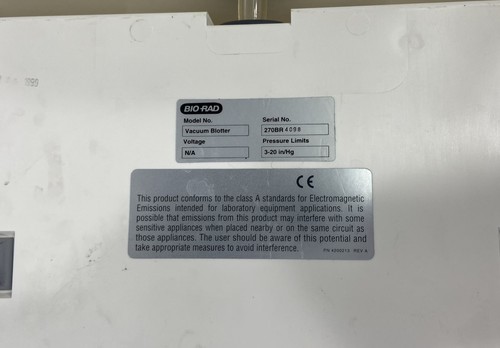 BIO-RAD
Model No. Serial No.
Vacuum Blotter 270BR 4008
Voltage Pressure Limits
N/A 3-20 in/Hg
CE
This product conforms to the class A standards for Electromagnetic
Emissions intended for laboratory equipment applications. It is
possible that emissions from this product may interfere with some
sensitive appliances when placed nearby or on the same circuit as
those appliances. The user should be aware of this potential and
take appropriate measures to avoid interference.
REV A